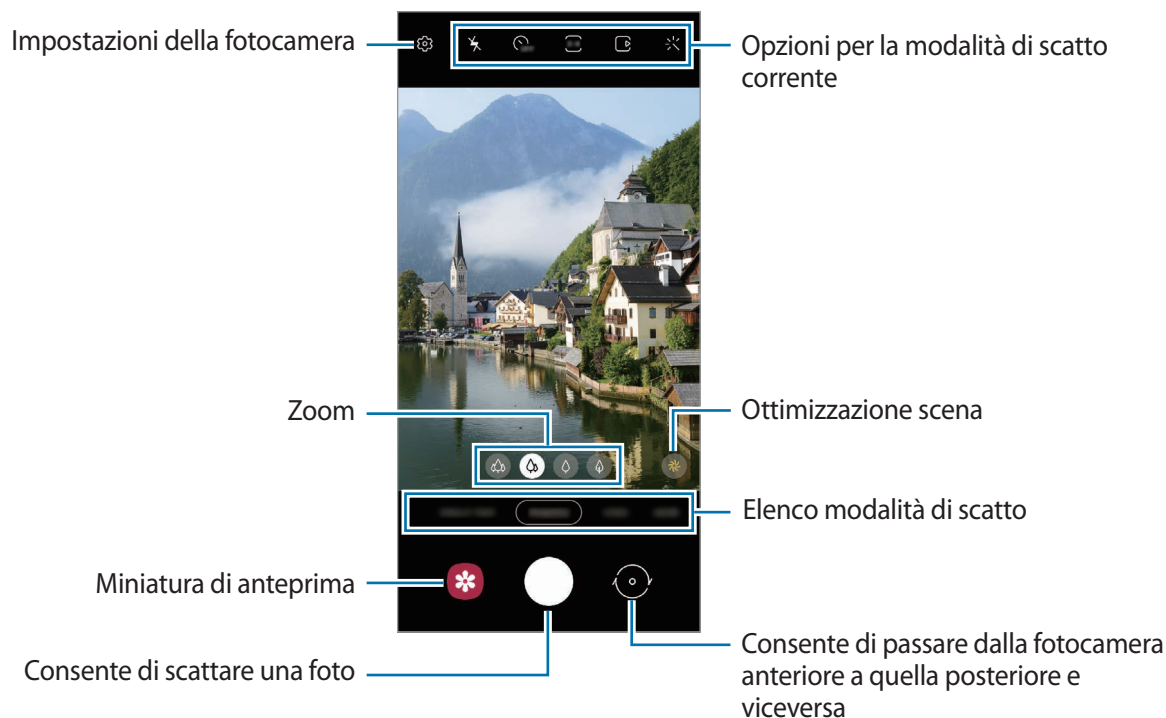 Impostazioni della fotocamera
Opzioni per la modalità di scatto
corrente
Zoom
Ottimizzazione scena
Elenco modalità di scatto
Miniatura di anteprima
Consente di scattare una foto
Consente di passare dalla fotocamera
anteriore a quella posteriore e
viceversa